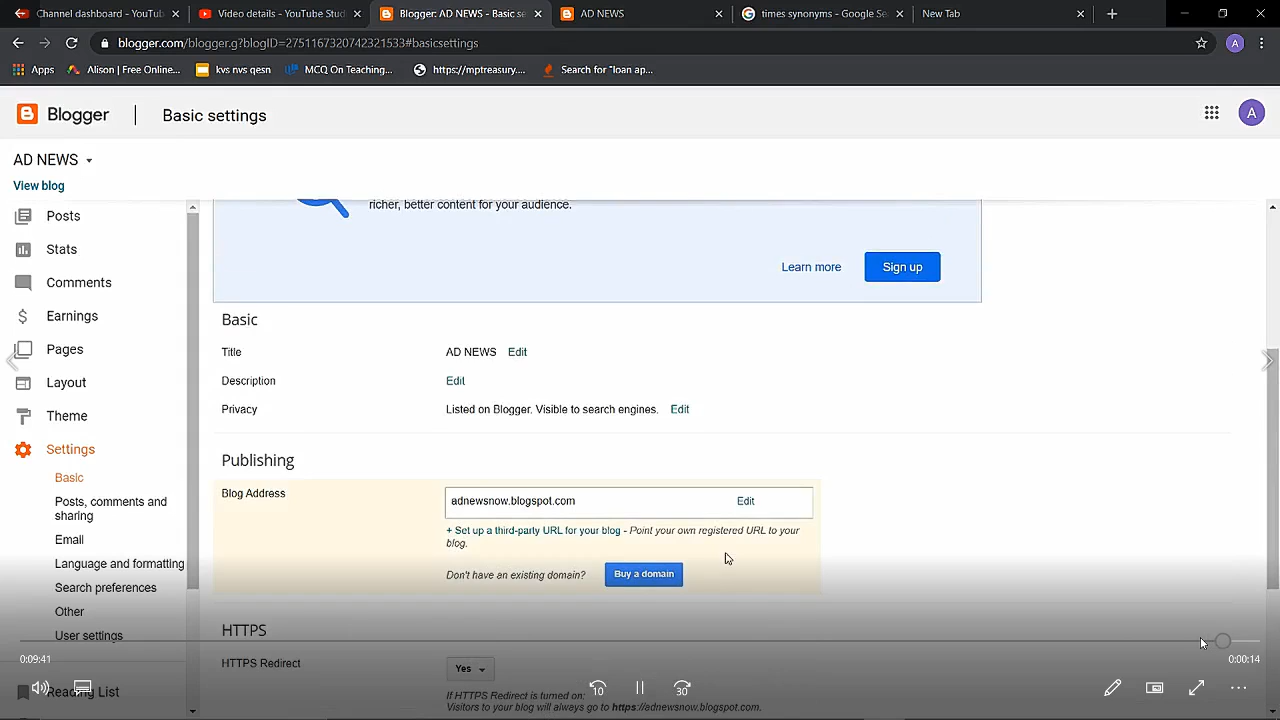 Channel dashboard - YouTub
Video details - YouTube Stud
Blogger: AD NEWS - Basic se
AD NEWS
times synonyms - Google Sea
New Tab
blogger.com/blogger.g?blogID=2751167320742321533#basicsettings
A
Apps
Alison | Free Online...
kvs nvs qesn
MCQ On Teaching...
https://mptreasury....
Search for "loan ap...
Blogger
Basic settings
A
AD NEWS
View blog
Posts
Stats
Comments
Earnings
Pages
Layout
Theme
Settings
Basic
Posts, comments and
sharing
Email
Language and formatting
Search preferences
Other
User settings
Reading List
richer, better content for your audience.
Learn more
Sign up
Basic
Title
AD NEWS Edit
Description
Edit
Privacy
Listed on Blogger. Visible to search engines. Edit
Publishing
Blog Address
adnewsnow.blogspot.com Edit
+ Set up a third-party URL for your blog - Point your own registered URL to your
blog.
Don't have an existing domain? Buy a domain
HTTPS
HTTPS Redirect
Yes
If HTTPS Redirect is turned on:
Visitors to your blog will always go to https://adnewsnow.blogspot.com.
0:09:41
0:00:14
10
30